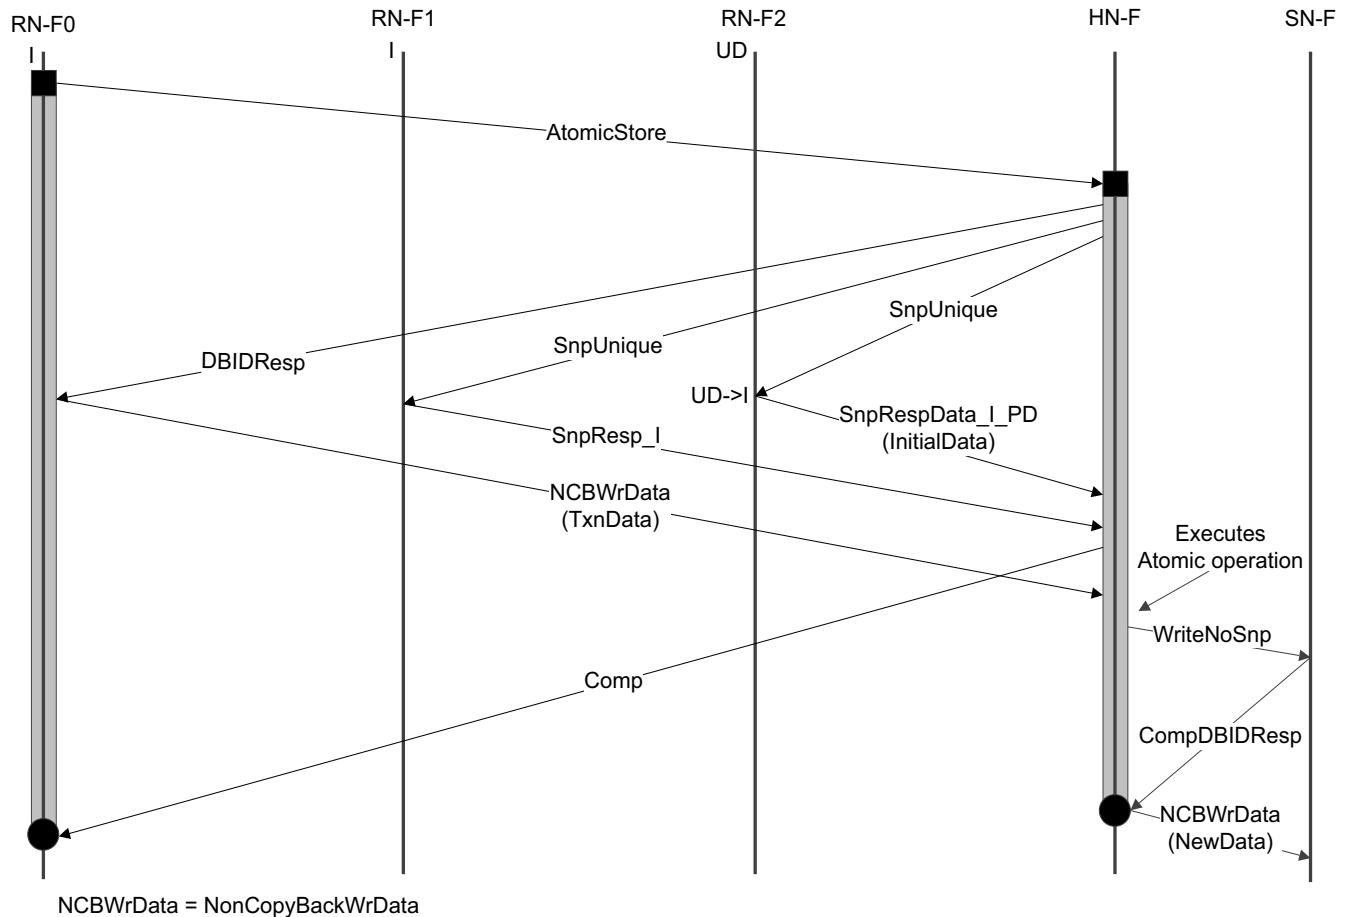 RN-F0
RN-F1
RN-F2
HN-F
SN-F
I
I
UD
AtomicStore
SnpUnique
SnpUnique
DBIDResp
UD->I
SnpRespData_I_PD
(InitialData)
SnpResp_I
NCBWrData
(TxnData)
Executes
Atomic operation
WriteNoSnp
Comp
CompDBIDResp
NCBWrData
(NewData)
NCBWrData = NonCopyBackWrData